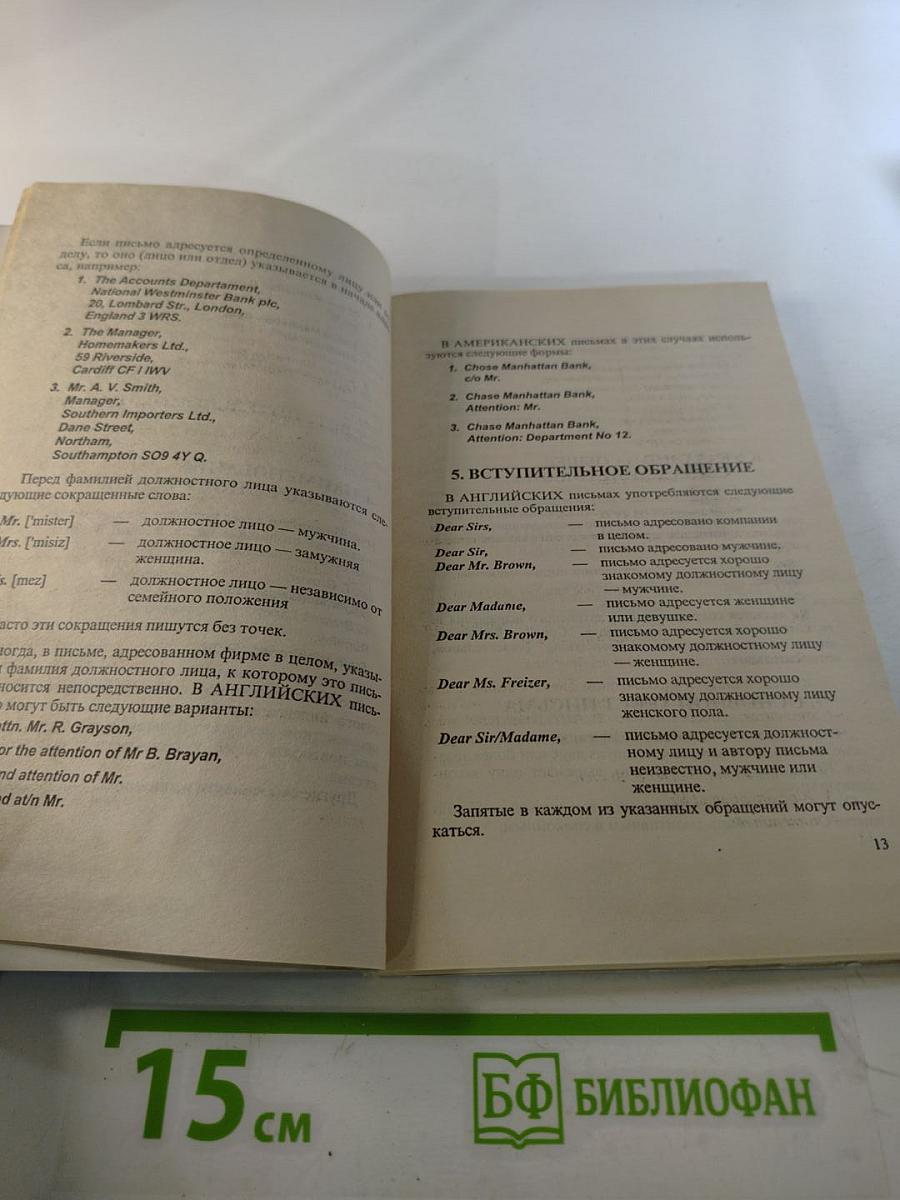 Если письмо адресуется определенному лицу или
делу, то оно (лицо или отдел) указывается в начале
са, например:
1. The Accounts Departament,
National Westminster Bank plc,
20, Lombard Str., London,
England 3 WRS.
2. The Manager,
Homemakers Ltd.,
59 Riverside,
Cardiff CF I IWV
3. Mr. A. V. Smith,
Manager,
Southern Importers Ltd.,
Dane Street,
Northam,
Southampton SO9 4Y Q.
Перед фамилией должностного лица указываются сле-
дующие сокращенные слова:
Mr. ['mister] — должностное лицо — мужчина.
Mrs. ['misiz] — должностное лицо — замужняя
женщина.
s. [mez] — должностное лицо — независимо от
семейного положения
асто эти сокращения пишутся без точек.
ногда, в письме, адресованном фирме в целом, указы-
я фамилия должностного лица, к которому это пись-
носится непосредственно. В АНГЛИЙСКИХ пись-
о могут быть следующие варианты:
attn. Mr. R. Grayson,
or the attention of Mr B. Brayan,
nd attention of Mr.
d at/n Mr.
В АМЕРИКАНСКИХ письмах в этих случаях исполь-
зуются следующие формы:
1. Chose Manhattan Bank,
c/o Mr.
2. Chase Manhattan Bank,
Attention: Mr.
3. Chase Manhattan Bank,
Attention: Department No 12.
5. ВСТУПИТЕЛЬНОЕ ОБРАЩЕНИЕ
В АНГЛИЙСКИХ письмах употребляются следующие
вступительные обращения:
Dear Sirs, — письмо адресовано компании
в целом.
Dear Sir, — письмо адресовано мужчине.
Dear Mr. Brown, — письмо адресуется хорошо
знакомому должностному лицу
— мужчине.
Dear Madame, — письмо адресуется женщине
или девушке.
Dear Mrs. Brown, — письмо адресуется хорошо
знакомому должностному лицу
— женщине.
Dear Ms. Freizer, — письмо адресуется хорошо
знакомому должностному лицу
женского пола.
Dear Sir/Madame, — письмо адресуется должност-
ному лицу и автору письма
неизвестно, мужчине или
женщине.
Запятые в каждом из указанных обращений могут опус-
каться.
13
15 см
БФ БИБЛИОФАН